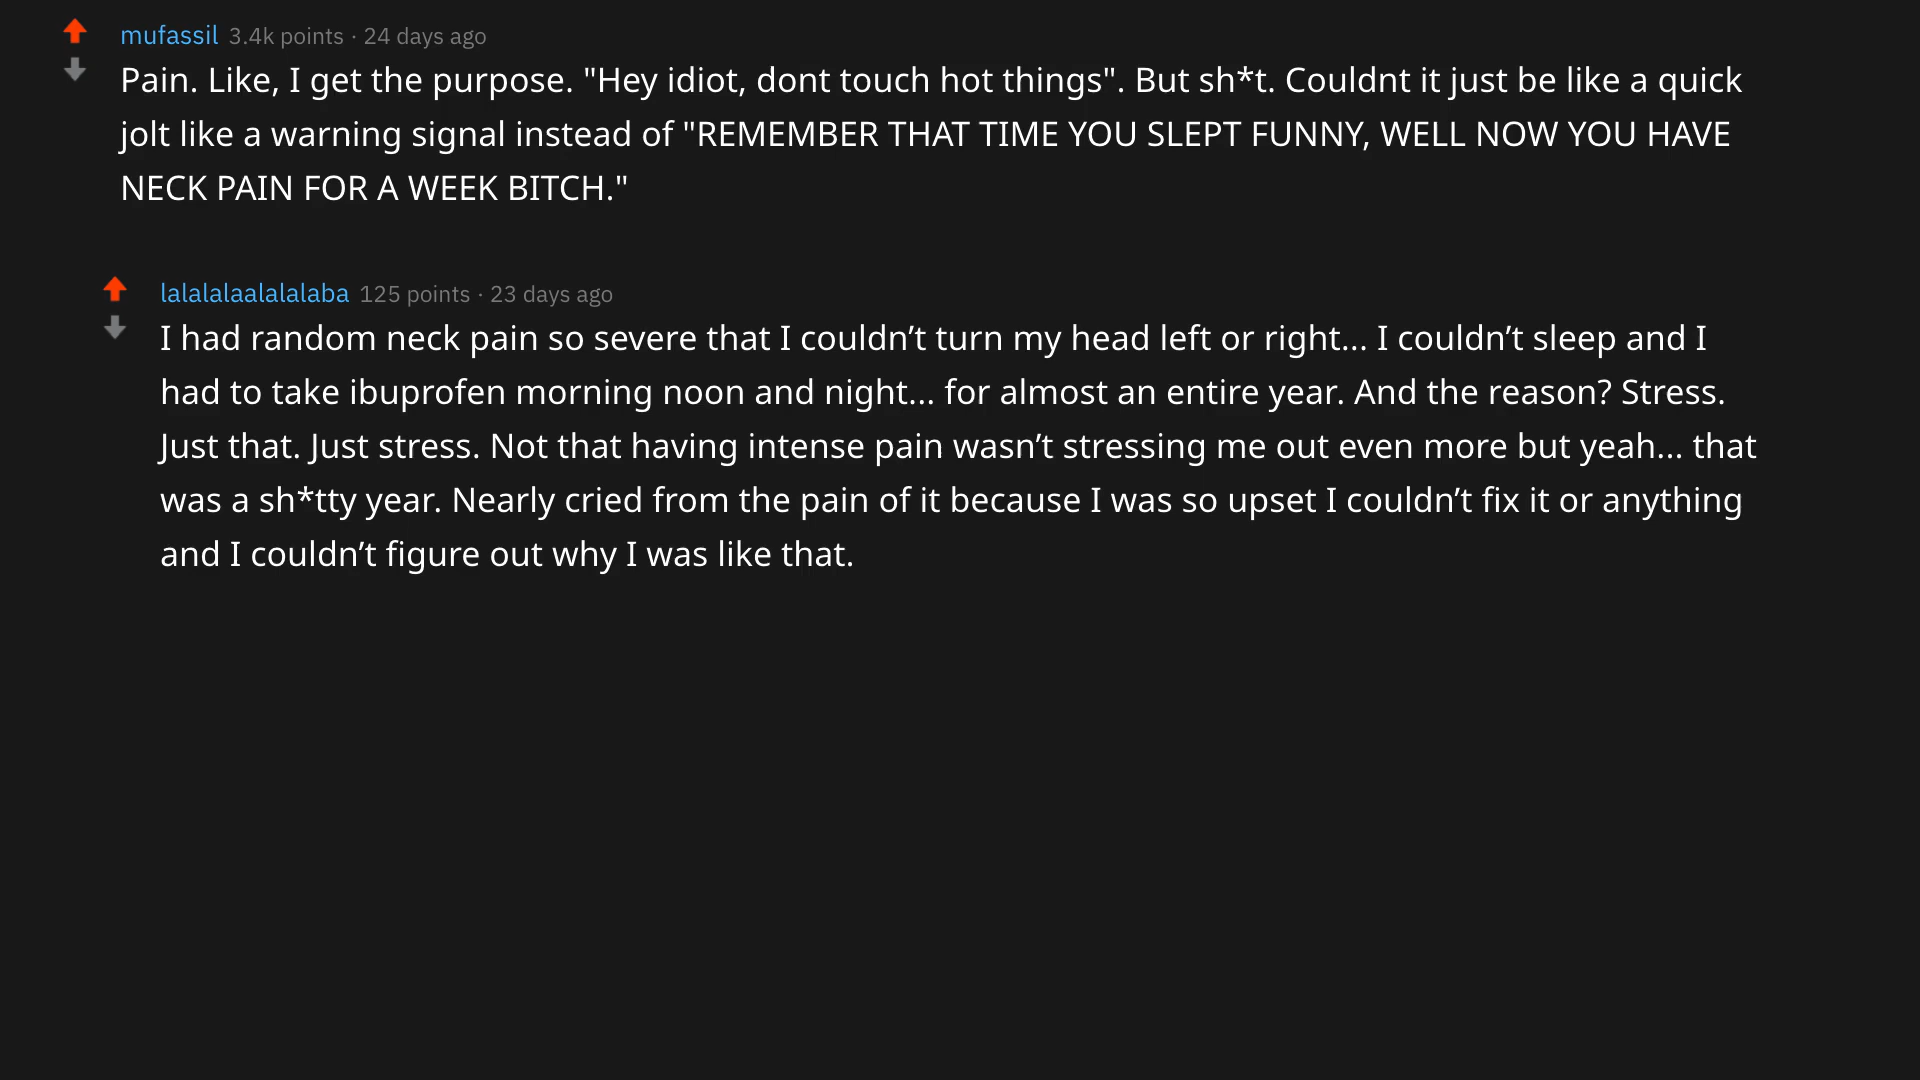 mufassil 3.4k points · 24 days ago
Pain. Like, I get the purpose. "Hey idiot, dont touch hot things". But sh*t. Couldnt it just be like a quick
jolt like a warning signal instead of "REMEMBER THAT TIME YOU SLEPT FUNNY, WELL NOW YOU HAVE
NECK PAIN FOR A WEEK BITCH."
lalalalaalalalaba 125 points · 23 days ago
I had random neck pain so severe that I couldn’t turn my head left or right... I couldn’t sleep and I
had to take ibuprofen morning noon and night... for almost an entire year. And the reason? Stress.
Just that. Just stress. Not that having intense pain wasn’t stressing me out even more but yeah... that
was a sh*tty year. Nearly cried from the pain of it because I was so upset I couldn’t fix it or anything
and I couldn’t figure out why I was like that.